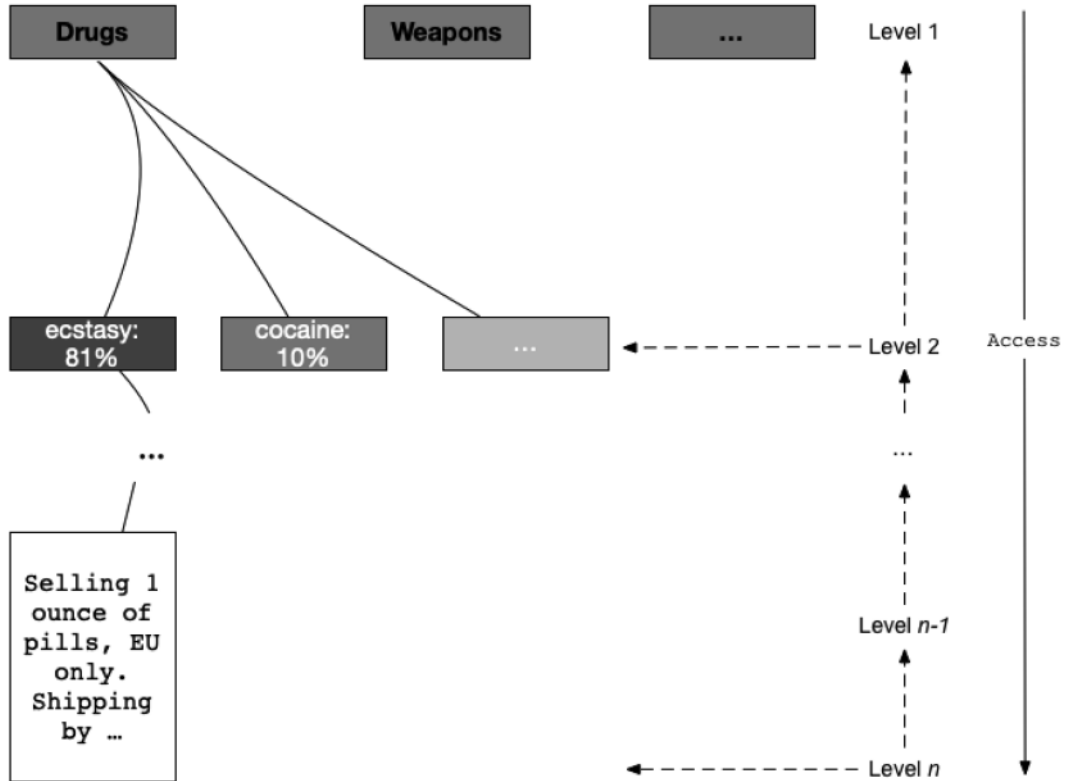 Drugs
Weapons
...
Level 1
ecstasy:
81%
cocaine:
10%
...
Level 2
Access
...
...
Selling 1
ounce of
pills, EU
only.
Shipping
by …
Level n-1
Level n